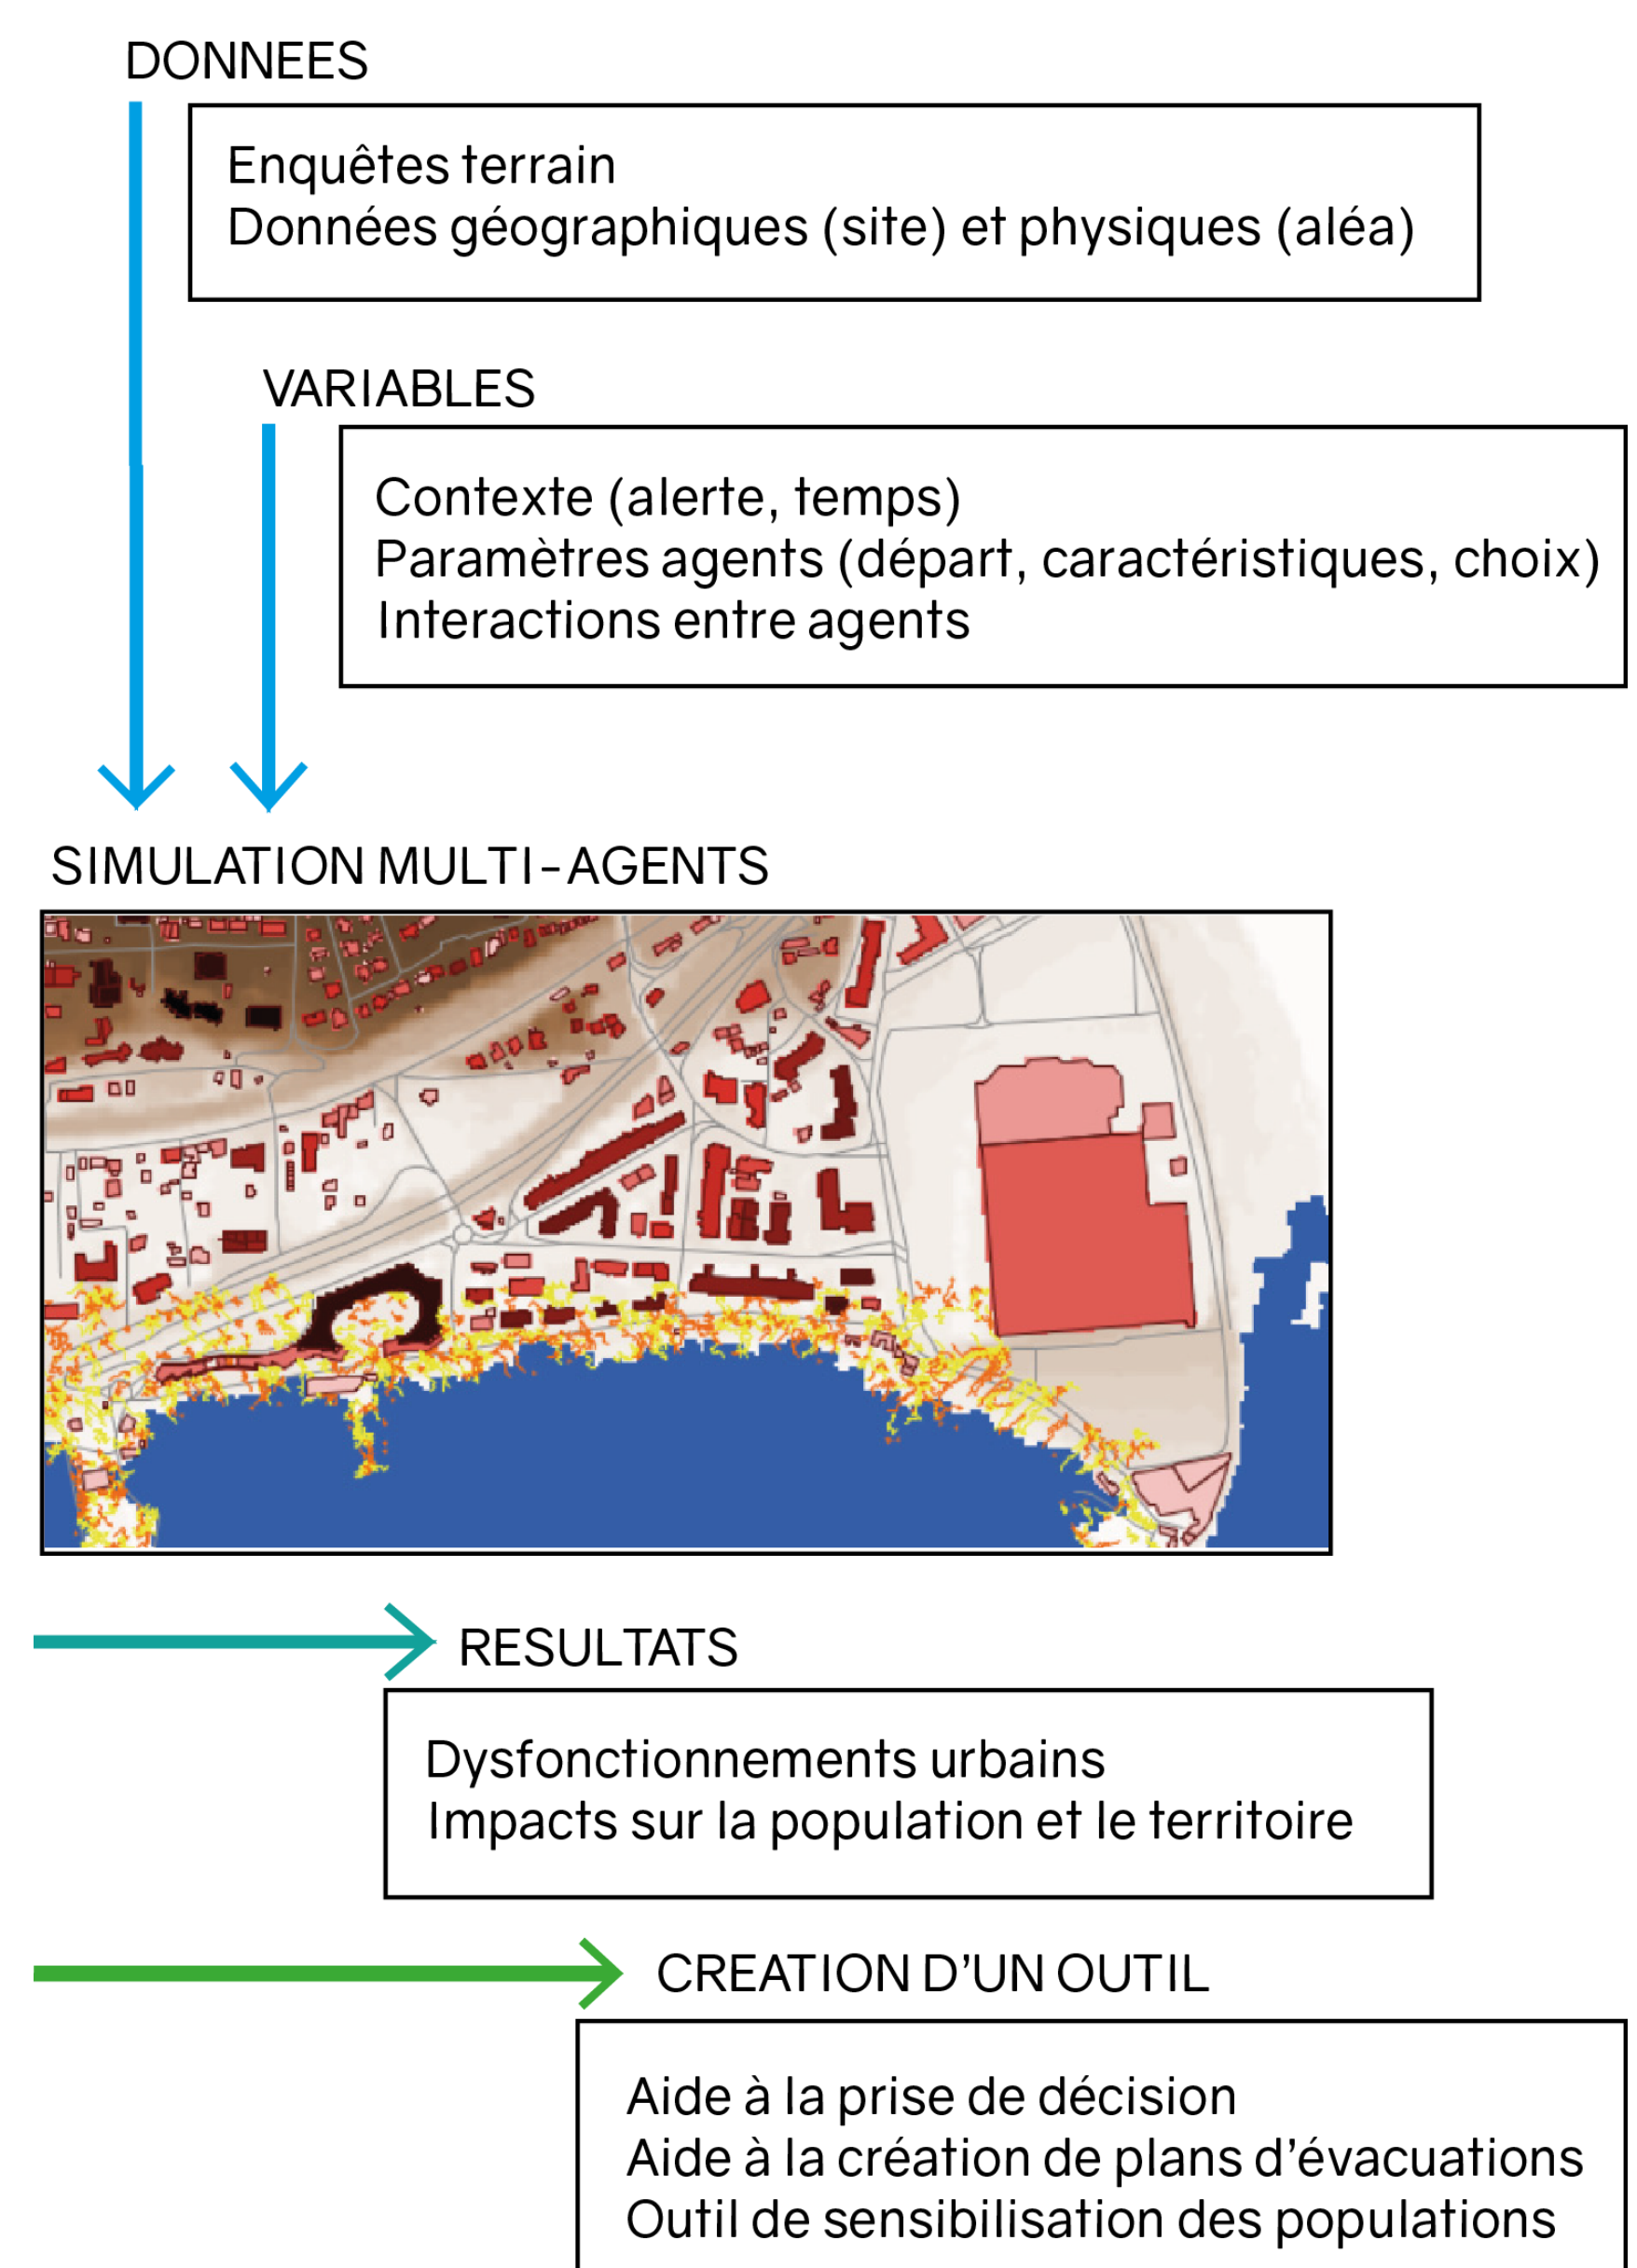 DONNEES
Enquêtes terrain
Données géographiques (site) et physiques (aléa)
VARIABLES
Contexte (alerte, temps)
Paramètres agents (départ, caractéristiques, choix)
Interactions entre agents
SIMULATION MULTI-AGENTS
RESULTATS
Dysfonctionnements urbains
Impacts sur la population et le territoire
CREATION D'UN OUTIL
Aide à la prise de décision
Aide à la création de plans d'évacuations
Outil de sensibilisation des populations